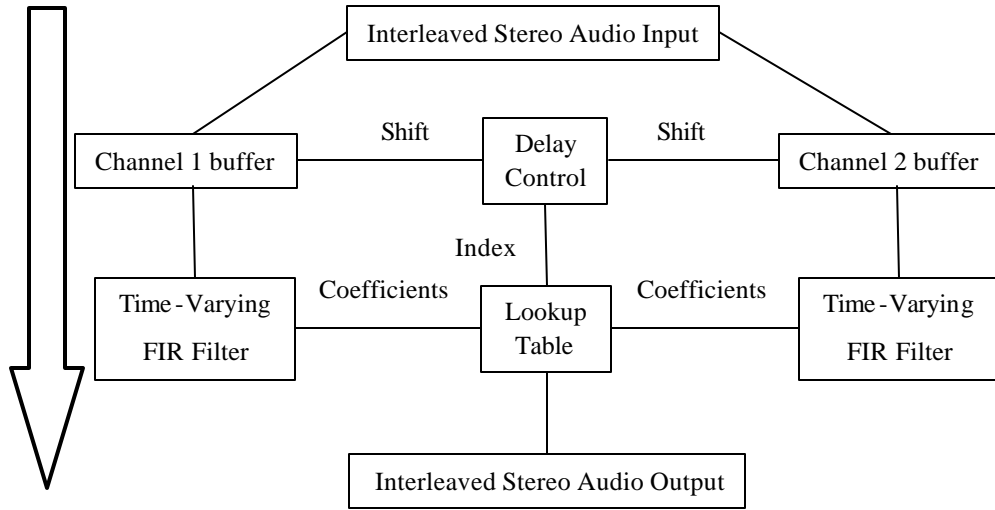 Interleaved Stereo Audio Input
Shift
Shift
Channel 1 buffer
Delay
Control
Channel 2 buffer
Index
Coefficients
Coefficients
Time-Varying
FIR Filter
Lookup
Table
Time-Varying
FIR Filter
Interleaved Stereo Audio Output